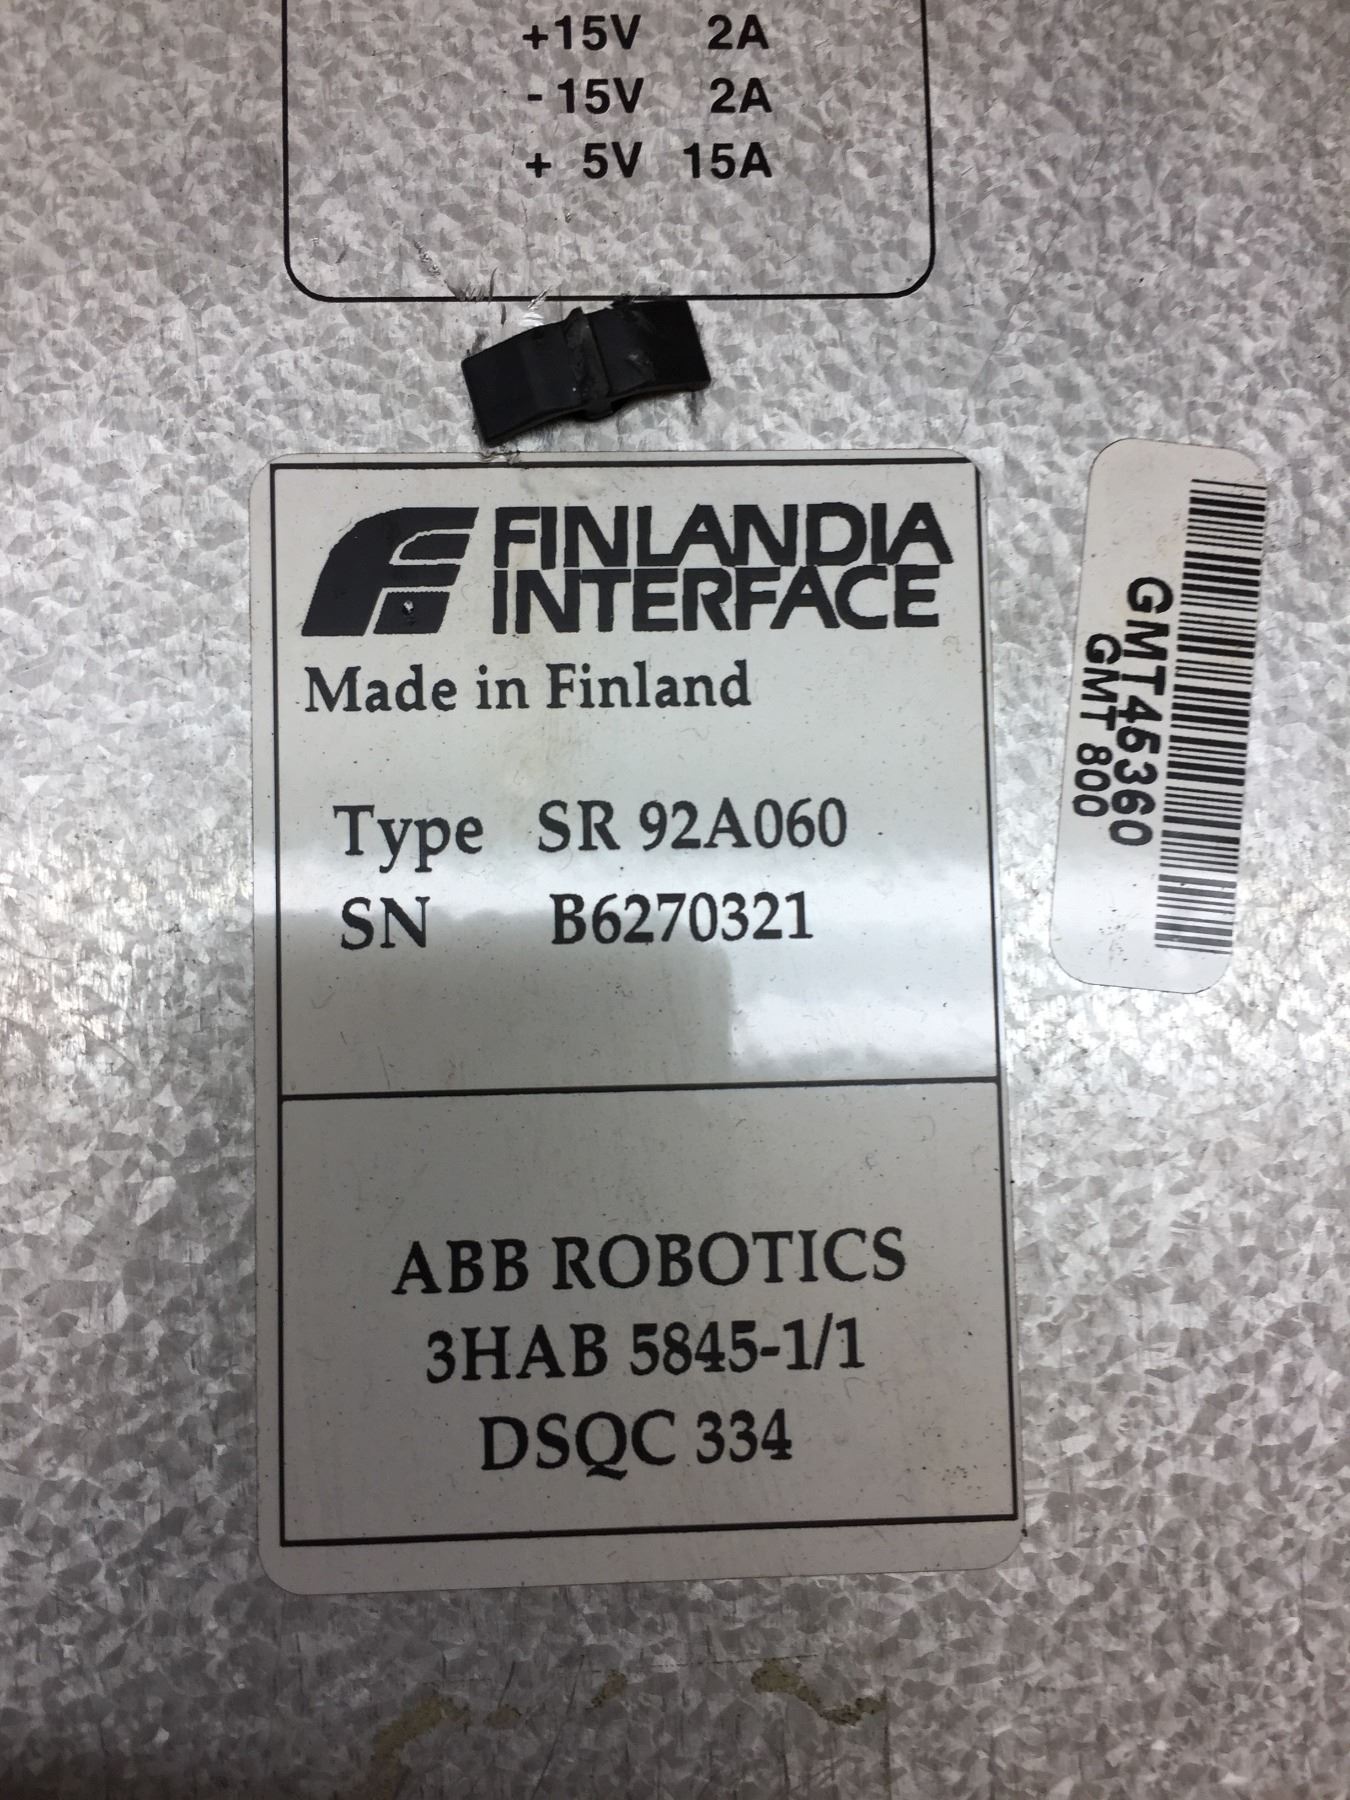 +15V 2A
-15V 2A
+ 5V 15A
FINLANDIA
INTERFACE
Made in Finland
Type SR 92A060
SN B6270321
ABB ROBOTICS
3HAB 5845-1/1
DSQC 334
GMT45360
GMT 800